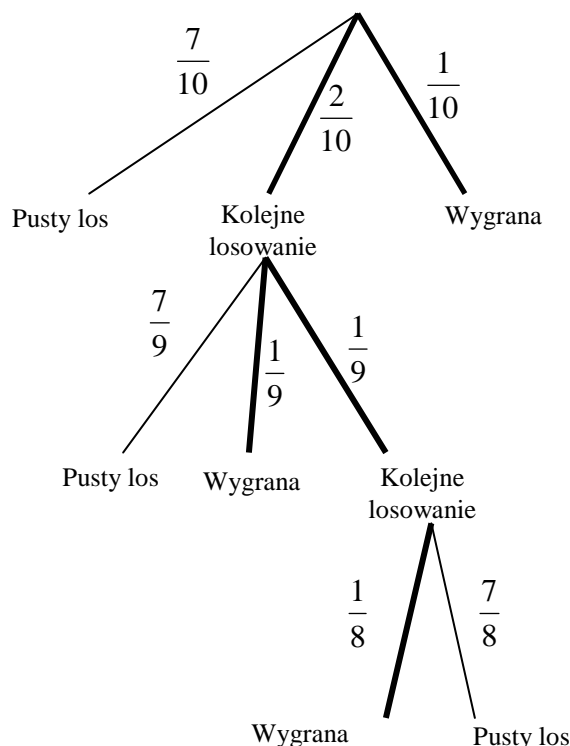 7/10
2/10
1/10
Pusty los
Kolejne
losowanie
Wygrana
7/9
1/9
1/9
Pusty los
Wygrana
Kolejne
losowanie
1/8
7/8
Wygrana
Pusty los